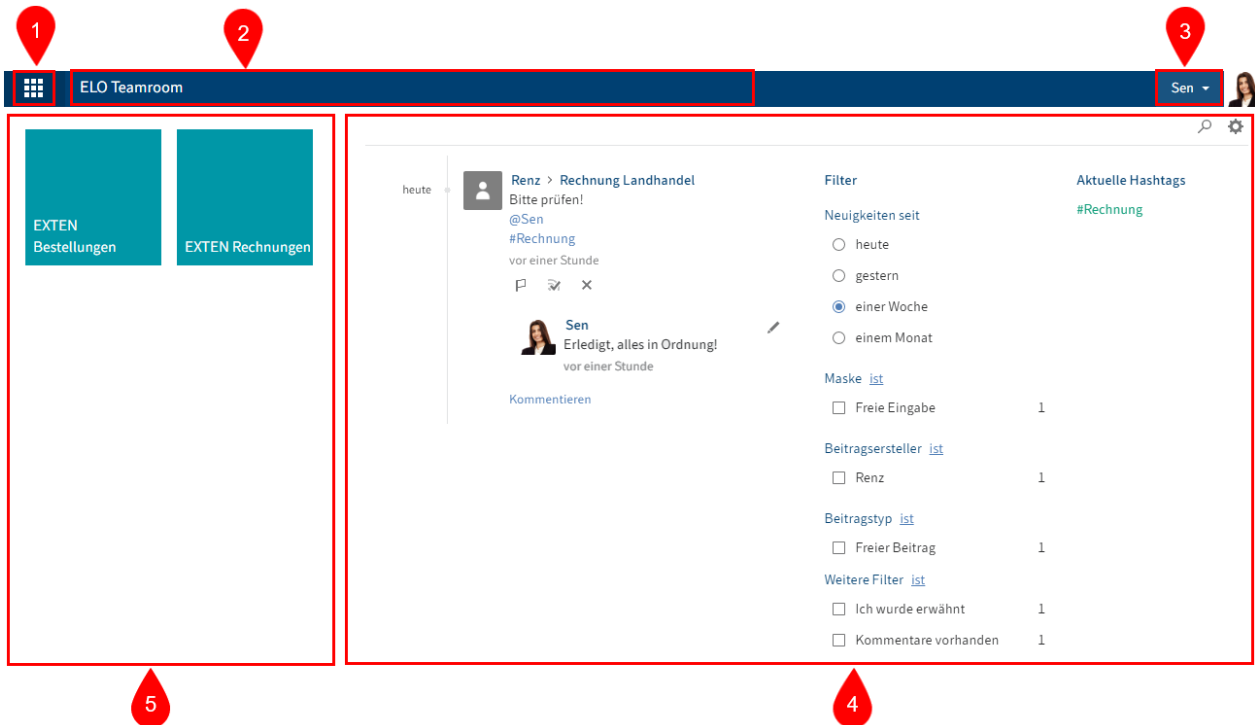 1
2
3
ELO Teamroom
Sen
EXTEN
Bestellungen
EXTEN Rechnungen
heute
Renz > Rechnung Landhandel
Bitte prüfen!
@Sen
#Rechnung
vor einer Stunde
Sen
Erledigt, alles in Ordnung!
vor einer Stunde
Kommentieren
Filter
Neuigkeiten seit
heute
gestern
einer Woche
einem Monat
Maske ist
Freie Eingabe 1
Beitragsersteller ist
Renz 1
Beitragstyp ist
Freier Beitrag 1
Weitere Filter ist
Ich wurde erwähnt 1
Kommentare vorhanden 1
Aktuelle Hashtags
#Rechnung
5
4